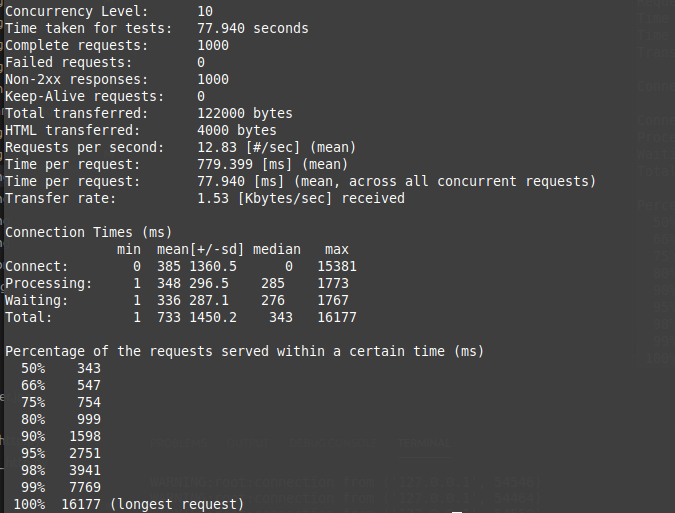 Concurrency Level:      10
Time taken for tests:   77.940 seconds
Complete requests:      1000
Failed requests:        0
Non-2xx responses:      1000
Keep-Alive requests:    0
Total transferred:      122000 bytes
HTML transferred:       4000 bytes
Requests per second:    12.83 [#/sec] (mean)
Time per request:       779.399 [ms] (mean)
Time per request:       77.940 [ms] (mean, across all concurrent requests)
Transfer rate:          1.53 [Kbytes/sec] received
Connection Times (ms)
              min  mean[+/-sd] median   max
Connect:        0  385 1360.5      0   15381
Processing:     1  348 296.5    285    1773
Waiting:        1  336 287.1    276    1767
Total:          1  733 1450.2    343   16177
Percentage of the requests served within a certain time (ms)
  50%    343
  66%    547
  75%    754
  80%    999
  90%   1598
  95%   2751
  98%   3941
  99%   7769
 100%  16177 (longest request)